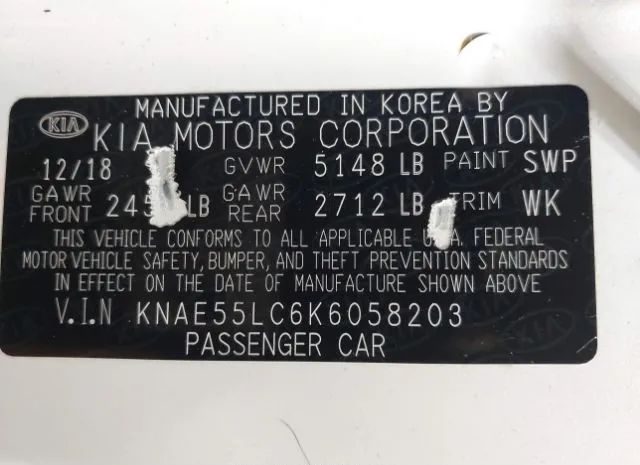 MANUFACTURED IN KOREA BY
KIA KIA MOTORS CORPORATION
12/18 GVWR 5148 LB PAINT SWP
GAWR FRONT LB GAWR REAR 2712 LB TRIM WK
THIS VEHICLE CONFORMS TO ALL APPLICABLE FEDERAL
MOTOR VEHICLE SAFETY, BUMPER, AND THEFT PREVENTION STANDARDS
IN EFFECT ON THE DATE OF MANUFACTURE SHOWN ABOVE
V.I.N KNAE55LC6K6058203
PASSENGER CAR